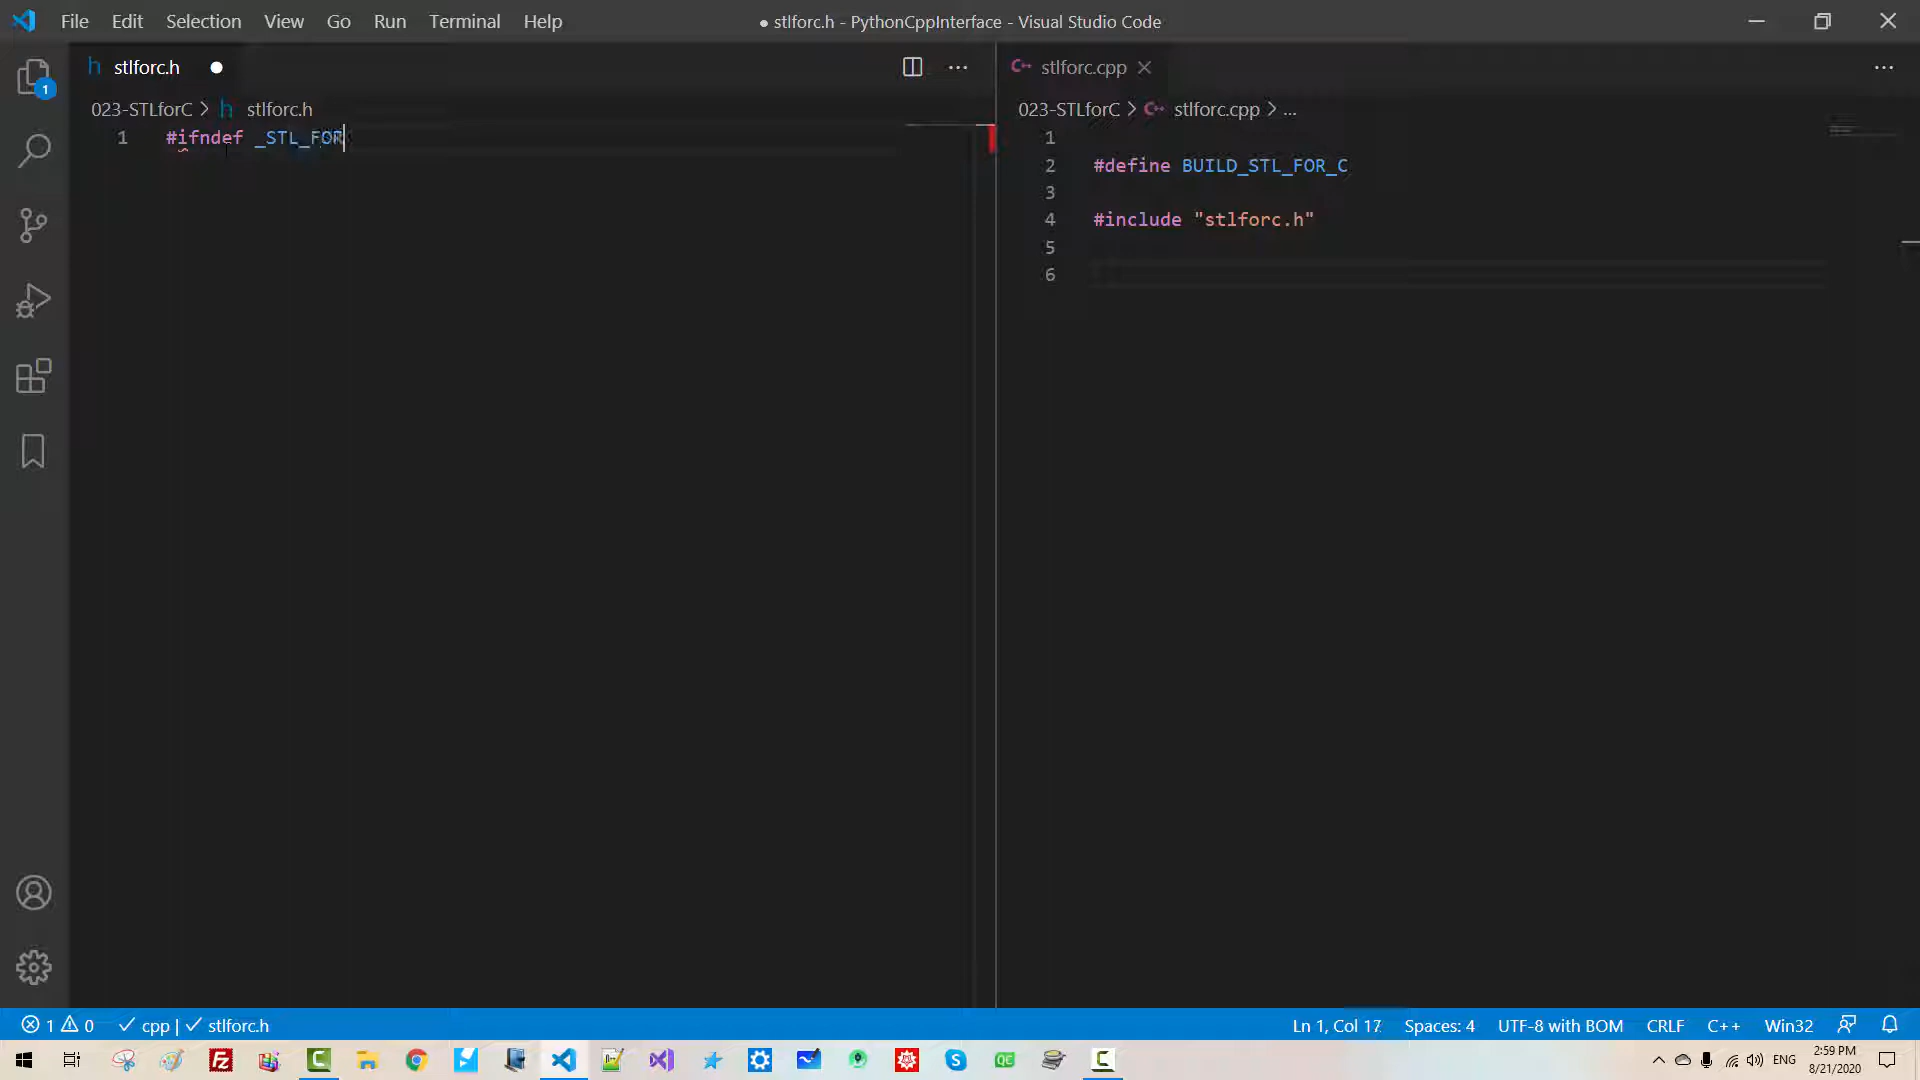 File Edit Selection View Go Run Terminal Help
● stlforc.h - PythonCppInterface - Visual Studio Code
stlforc.h
023-STLforC > stlforc.h
1 #ifndef _STL_FOR
stlforc.cpp
023-STLforC > stlforc.cpp > ...
1
2 #define BUILD_STL_FOR_C
3
4 #include "stlforc.h"
5
6
1
1 0 cpp | stlforc.h
Ln 1, Col 17 Spaces: 4 UTF-8 with BOM CRLF C++ Win32
ENG
2:59 PM
8/21/2020